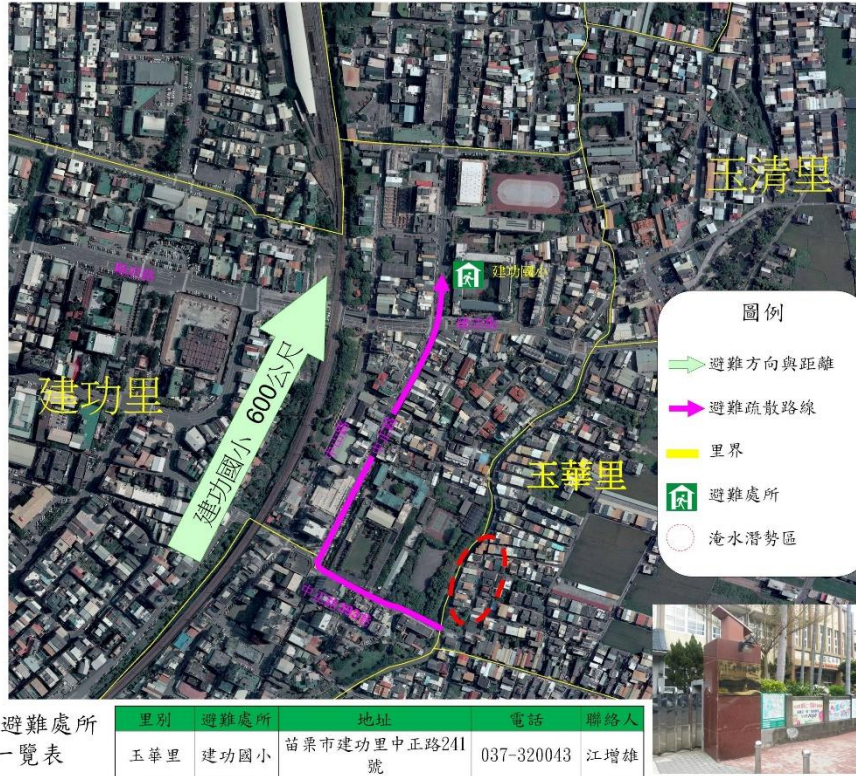 玉清里
建功國小
圖例
避難方向與距離
建功里
建功國小 600公尺
避難疏散路線
里界
玉華里
避難處所
淹水潛勢區
避難處所
一覽表
里別 避難處所 地址 電話 聯絡人
玉華里 建功國小 苗栗市建功里中正路241號 037-320043 江增雄